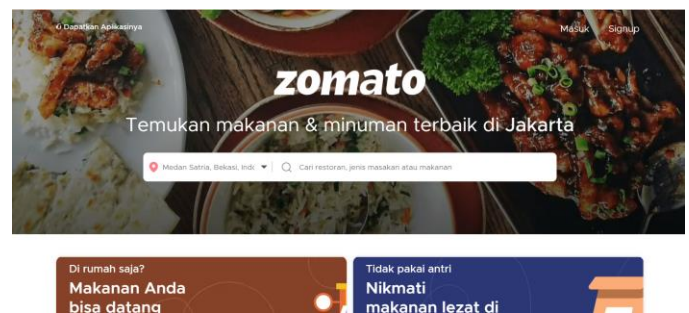 Dapatkan Aplikasinya
Masuk Signup
zomato
Temukan makanan & minuman terbaik di Jakarta
Medan Satria, Bekasi, Indo Cari restoran, jenis masakan atau makanan
Di rumah saja?
Makanan Anda
bisa datang
Tidak pakai antri
Nikmati
makanan lezat di